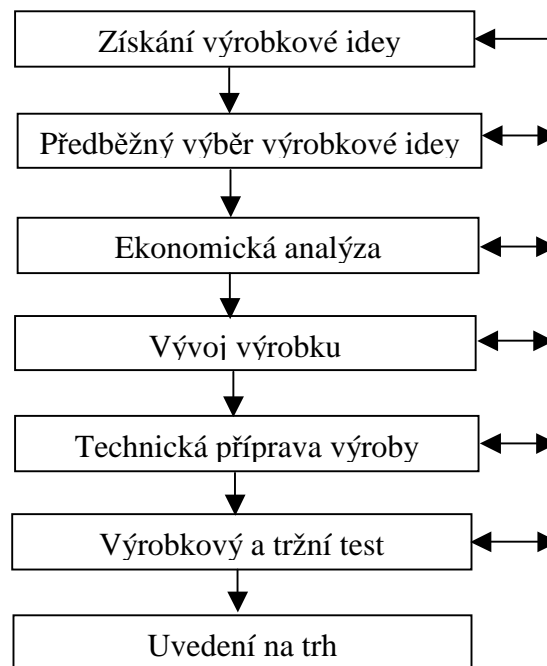 Získání výrobkové idey
Předběžný výběr výrobkové idey
Ekonomická analýza
Vývoj výrobku
Technická příprava výroby
Výrobkový a tržní test
Uvedení na trh